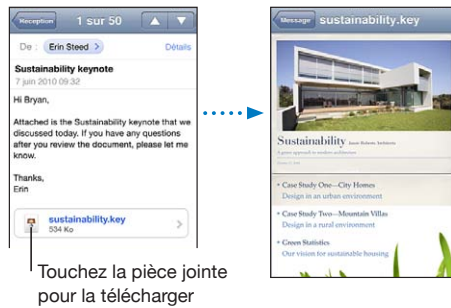 Réception
1 sur 50
De : Erin Steed
Détails
Sustainability keynote
7 juin 2010 09:32
Hi Bryan,
Attached is the Sustainability keynote that we
discussed today. If you have any questions
after you review the document, please let me
know.
Thanks,
Erin
sustainability.key
534 Ko
Touchez la pièce jointe
pour la télécharger
Message
sustainability.key
Sustainability
• Case Study One—City Homes
Design in an urban environment
• Case Study Two—Mountain Villas
Design in a rural environment
• Green Statistics
Our vision for sustainable housing